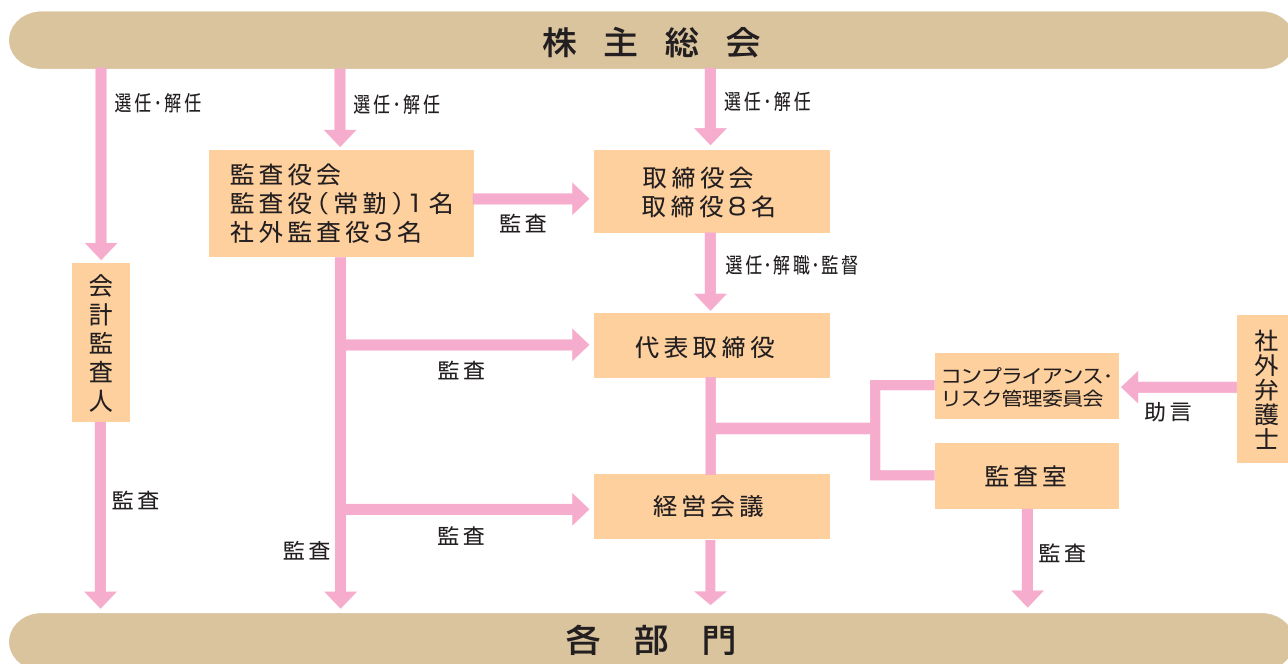 株主総会
選任・解任
選任・解任
選任・解任
監査役会
監査役(常勤)1名
社外監査役3名
監査
取締役会
取締役8名
選任・解職・監督
会計監査人
監査
代表取締役
コンプライアンス・
リスク管理委員会
助言
社外弁護士
監査室
経営会議
監査
監査
監査
監査
各部門